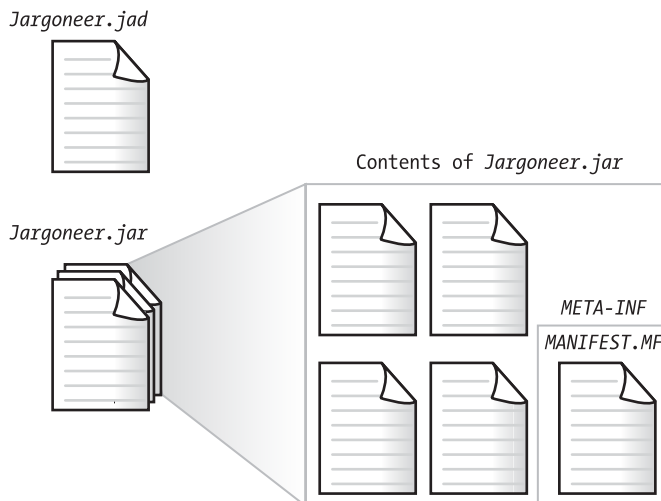 Jargoneer.jad
Contents of Jargoneer.jar
Jargoneer.jar
META-INF
MANIFEST.MF